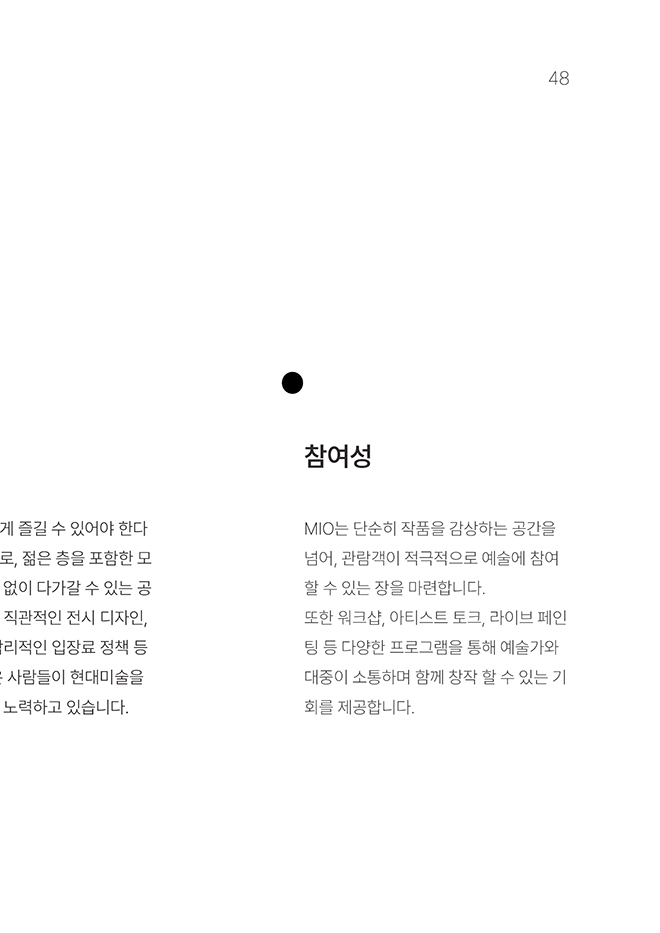 48
게 즐길 수 있어야 한다
로, 젊은 층을 포함한 모
없이 다가갈 수 있는 공
직관적인 전시 디자인,
합리적인 입장료 정책 등
사람들이 현대미술을
노력하고 있습니다.
참여성
MIO는 단순히 작품을 감상하는 공간을
넘어, 관람객이 적극적으로 예술에 참여
할 수 있는 장을 마련합니다.
또한 워크샵, 아티스트 토크, 라이브 페인
팅 등 다양한 프로그램을 통해 예술가와
대중이 소통하며 함께 창작 할 수 있는 기
회를 제공합니다.